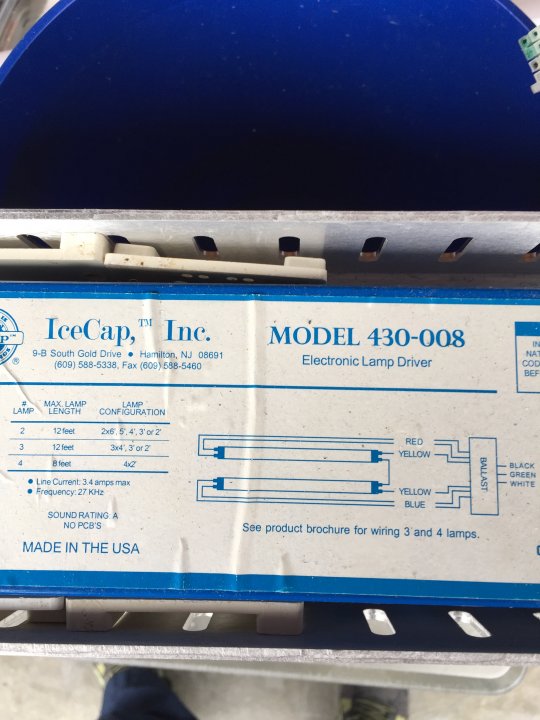 IceCap,™ Inc.
9-B South Gold Drive • Hamilton, NJ 08691
(609) 588-5338, Fax (609) 588-5460
MODEL 430-008
Electronic Lamp Driver
# LAMP MAX. LAMP LENGTH LAMP CONFIGURATION
2 12 feet 2x6', 5', 4', 3' or 2'
3 12 feet 3x4', 3' or 2'
4 8 feet 4x2'
• Line Current: 3.4 amps max
• Frequency: 27 KHz
SOUND RATING A
NO PCB'S
MADE IN THE USA
RED
YELLOW
YELLOW
BLUE
BALLAST
BLACK
GREEN
WHITE
See product brochure for wiring 3 and 4 lamps.
IN
NAT
COD
BEF